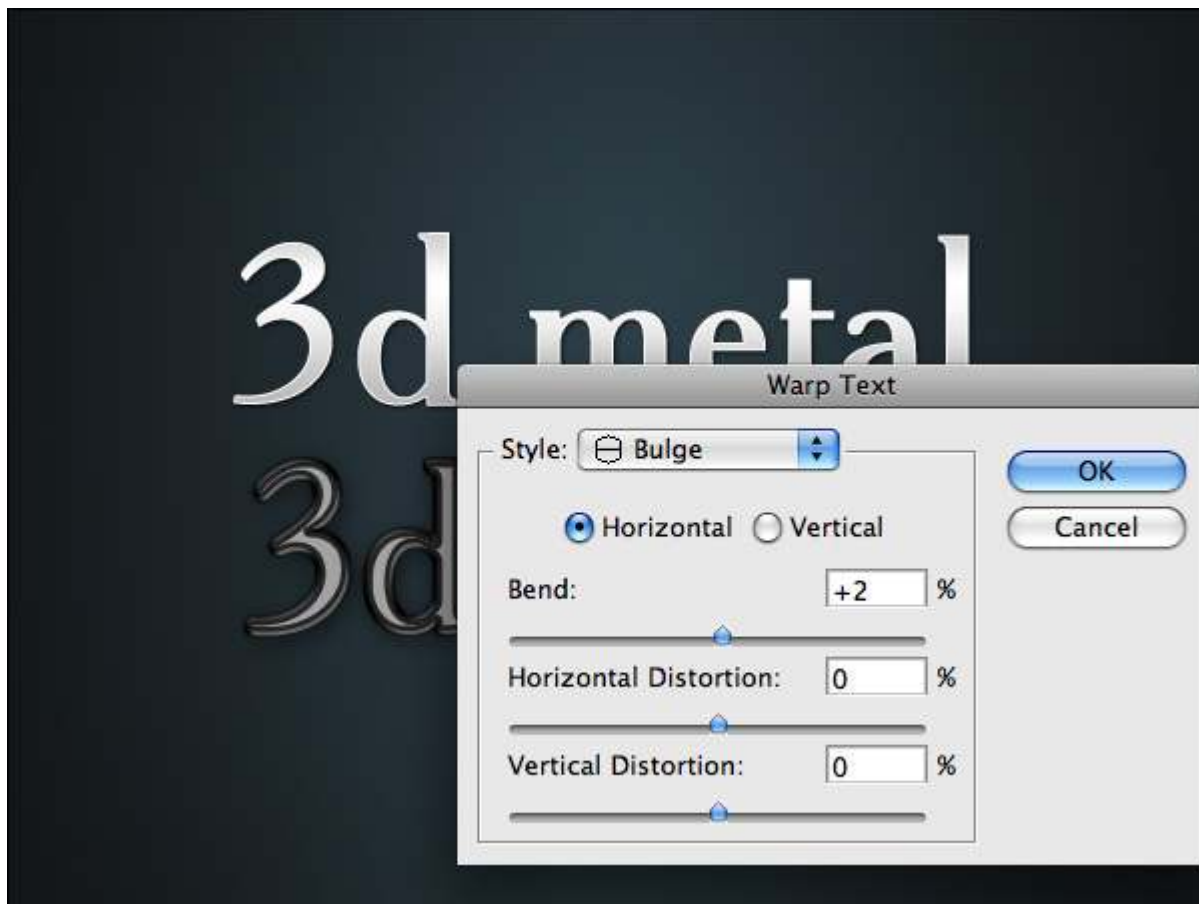 3d metal
3d
Warp Text
Style: Bulge
OK
Horizontal Vertical
Cancel
Bend: +2 %
Horizontal Distortion: 0 %
Vertical Distortion: 0 %